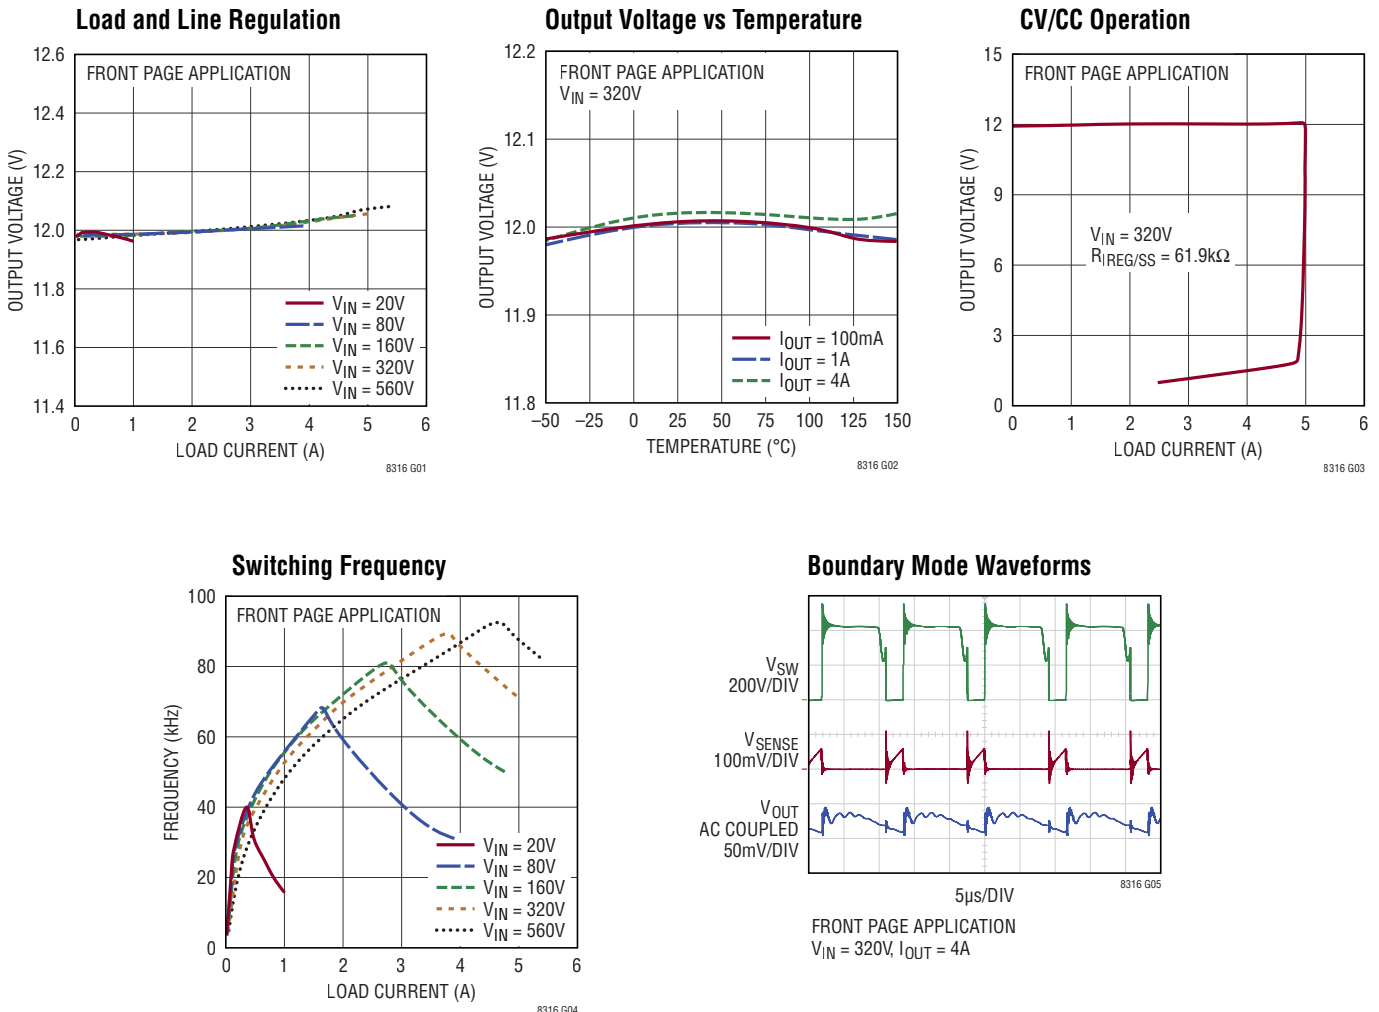 Load and Line Regulation
12.6
12.4
12.2
12.0
11.8
11.6
11.4
OUTPUT VOLTAGE (V)
FRONT PAGE APPLICATION
VIN = 20V
VIN = 80V
VIN = 160V
VIN = 320V
VIN = 560V
0 1 2 3 4 5 6
LOAD CURRENT (A)
8316 G01
Output Voltage vs Temperature
12.2
12.1
12.0
11.9
11.8
OUTPUT VOLTAGE (V)
FRONT PAGE APPLICATION
VIN = 320V
IOUT = 100mA
IOUT = 1A
IOUT = 4A
–50 –25 0 25 50 75 100 125 150
TEMPERATURE (°C)
8316 G02
CV/CC Operation
15
12
9
6
3
0
OUTPUT VOLTAGE (V)
FRONT PAGE APPLICATION
VIN = 320V
RIREG/SS = 61.9kΩ
0 1 2 3 4 5 6
LOAD CURRENT (A)
8316 G03
Switching Frequency
100
80
60
40
20
0
FREQUENCY (kHz)
FRONT PAGE APPLICATION
VIN = 20V
VIN = 80V
VIN = 160V
VIN = 320V
VIN = 560V
0 1 2 3 4 5 6
LOAD CURRENT (A)
8316 G04
Boundary Mode Waveforms
VSW
200V/DIV
VSENSE
100mV/DIV
VOUT
AC COUPLED
50mV/DIV
5µs/DIV
8316 G05
FRONT PAGE APPLICATION
VIN = 320V, IOUT = 4A